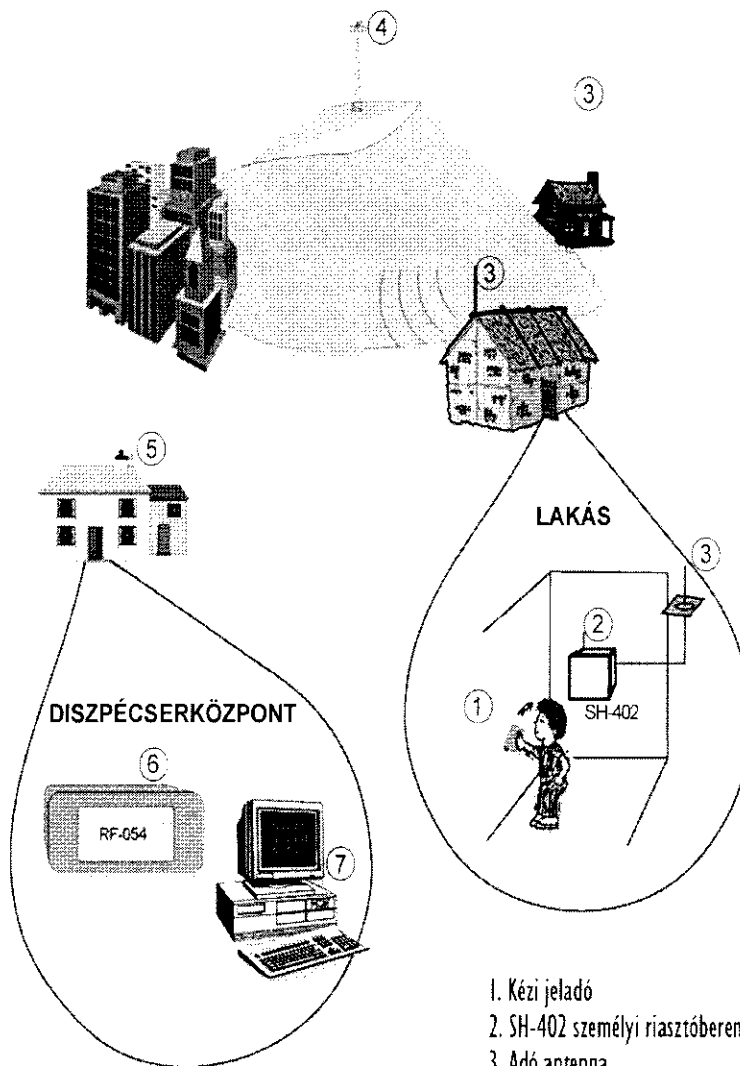 4
3
3
5
LAKÁS
3
2
SH-402
1
DISZPÉCSERKÖZPONT
6
RF-054
7
1. Kézi jeladó
2. SH-402 személyi
3. Adó antenna